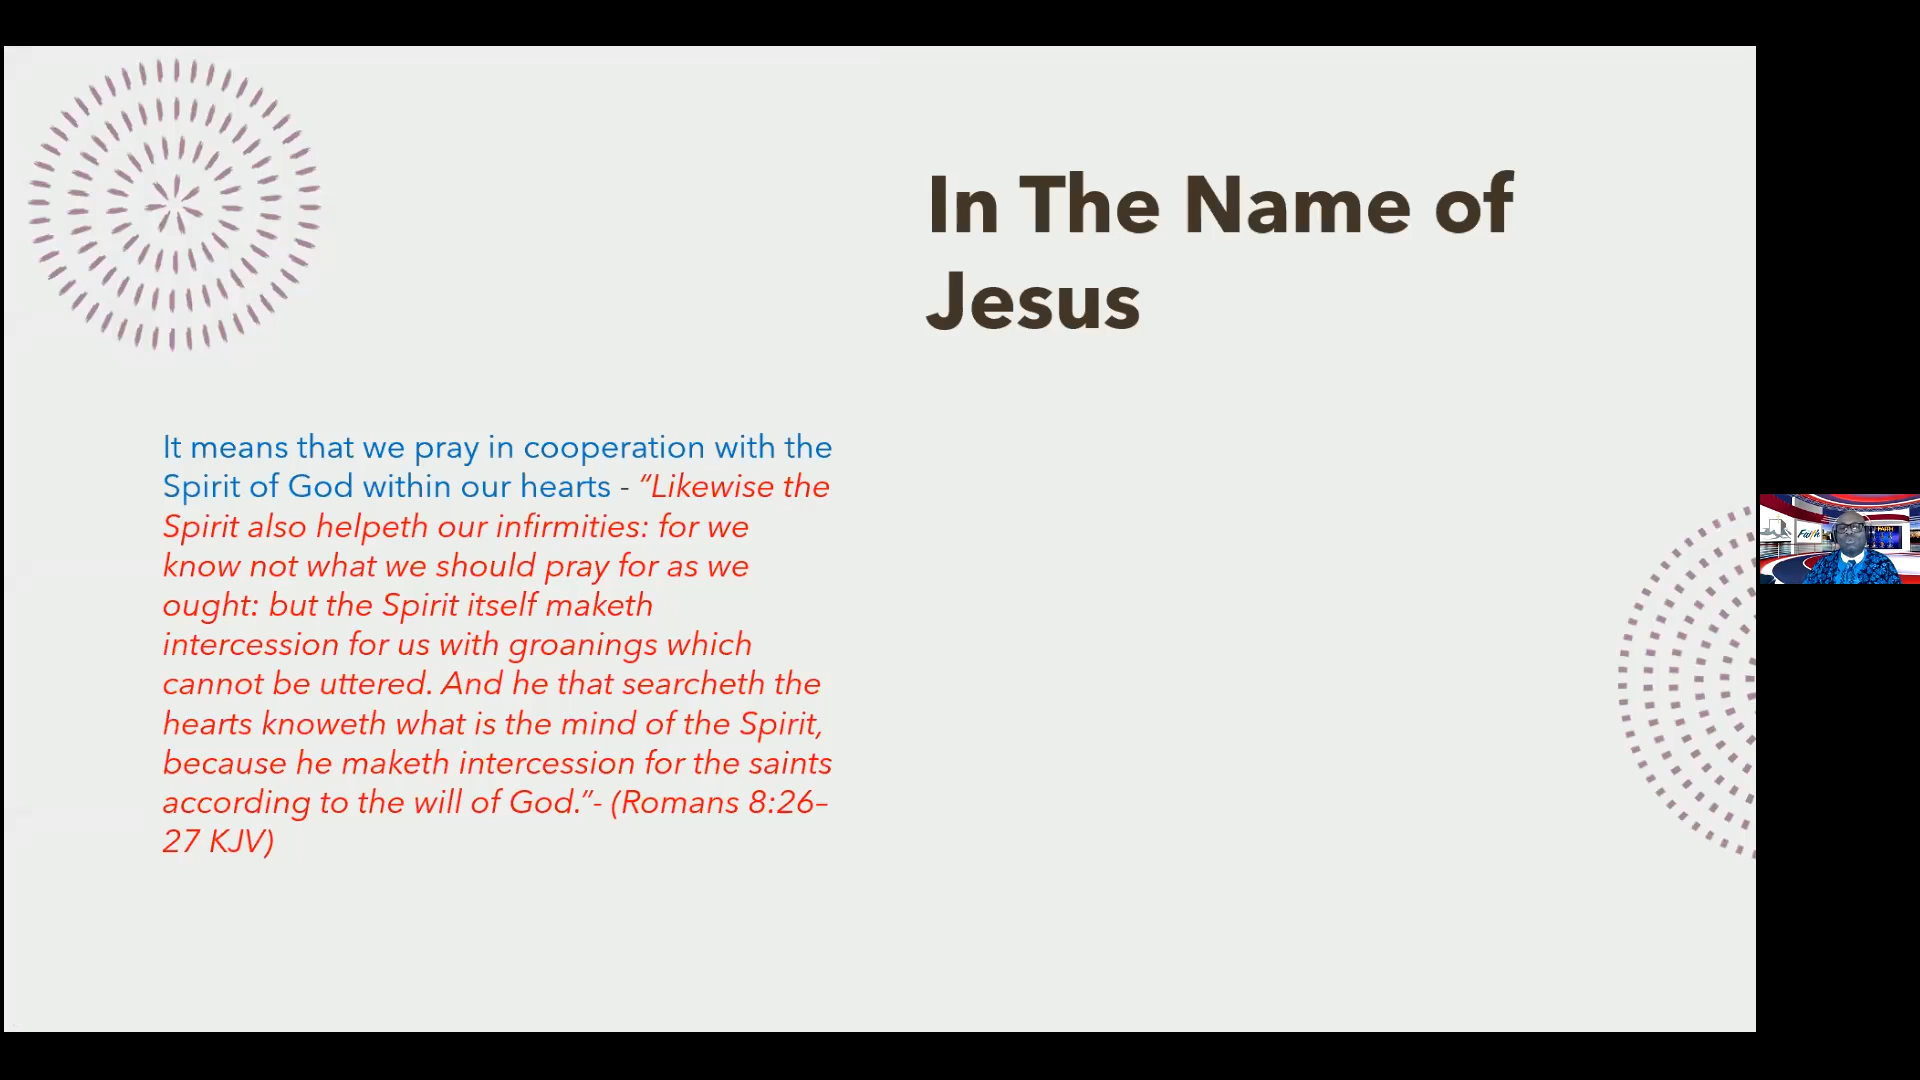 In The Name of
Jesus
It means that we pray in cooperation with the
Spirit of God within our hearts - “Likewise the
Spirit also helpeth our infirmities: for we
know not what we should pray for as we
ought: but the Spirit itself maketh
intercession for us with groanings which
cannot be uttered. And he that searcheth the
hearts knoweth what is the mind of the Spirit,
because he maketh intercession for the saints
according to the will of God.”- (Romans 8:26–
27 KJV)
Faith
FAITH